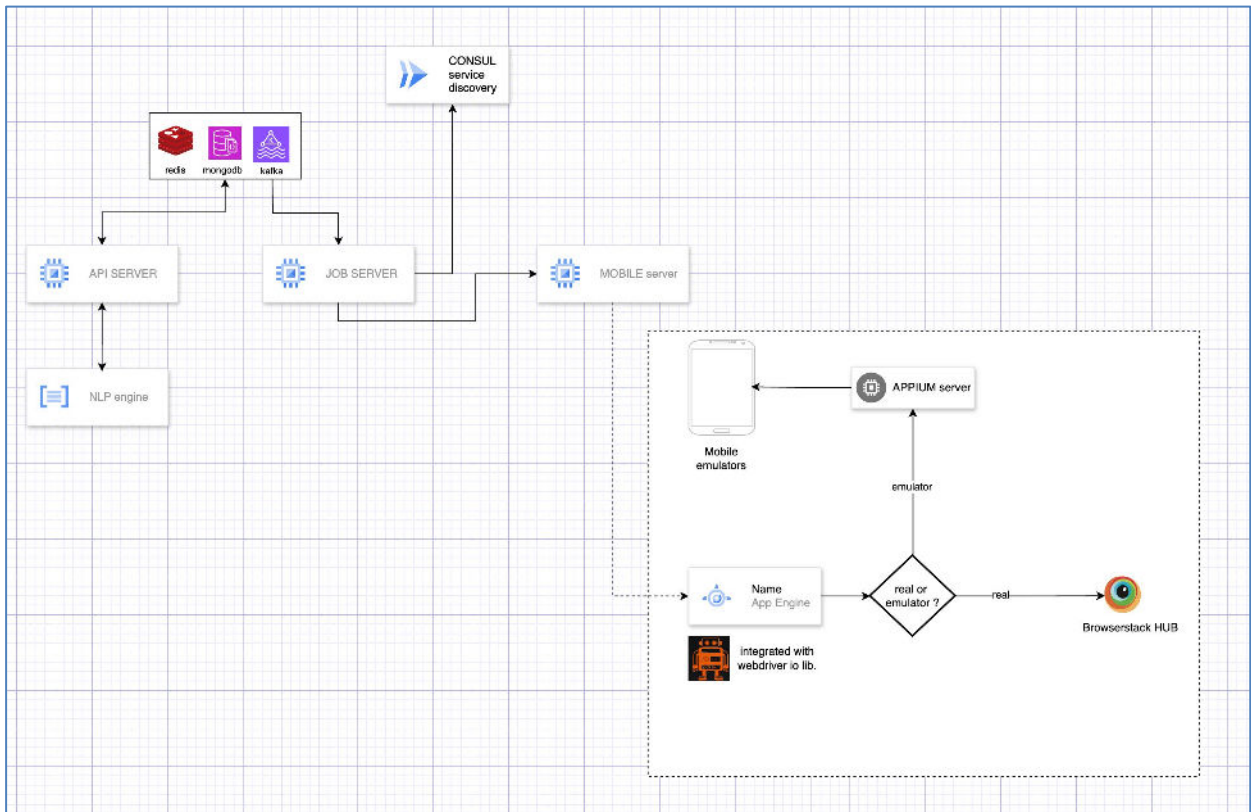 CONSUL
service
discovery
redis
mongodb
kafka
API SERVER
JOB SERVER
MOBILE server
NLP engine
APPIUM server
Mobile
emulators
emulator
Name
App Engine
real or
emulator ?
real
Browserstack HUB
integrated with
webdriver io lib.